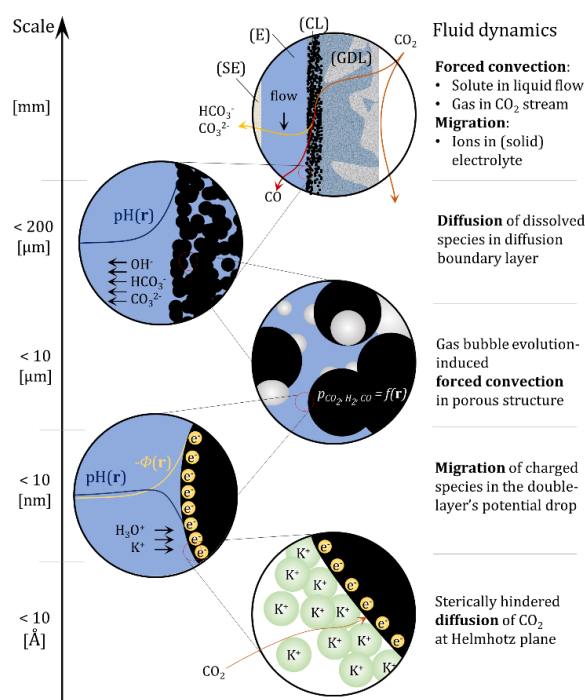 Scale
Fluid dynamics
(E)
(CL)
CO₂
(SE)
(GDL)
flow
HCO₃⁻
CO₃²⁻
CO
[mm]
Forced convection:
• Solute in liquid flow
• Gas in CO₂ stream
Migration:
• Ions in (solid)
electrolyte
< 200
[µm]
pH(r)
OH⁻
HCO₃⁻
CO₃²⁻
Diffusion of dissolved
species in diffusion
boundary layer
< 10
[µm]
p_CO₂, H₂, CO = f(r)
Gas bubble evolution-
induced
forced convection
in porous structure
< 10
[nm]
-Φ(r)
pH(r)
H₃O⁺
K⁺
e⁻
e⁻
e⁻
e⁻
e⁻
e⁻
e⁻
Migration of charged
species in the double-
layer's potential drop
< 10
[Å]
K⁺
K⁺
K⁺
K⁺
K⁺
K⁺
K⁺
K⁺
K⁺
K⁺
K⁺
e⁻
e⁻
e⁻
e⁻
e⁻
e⁻
CO₂
Sterically hindered
diffusion of CO₂
at Helmhotz plane